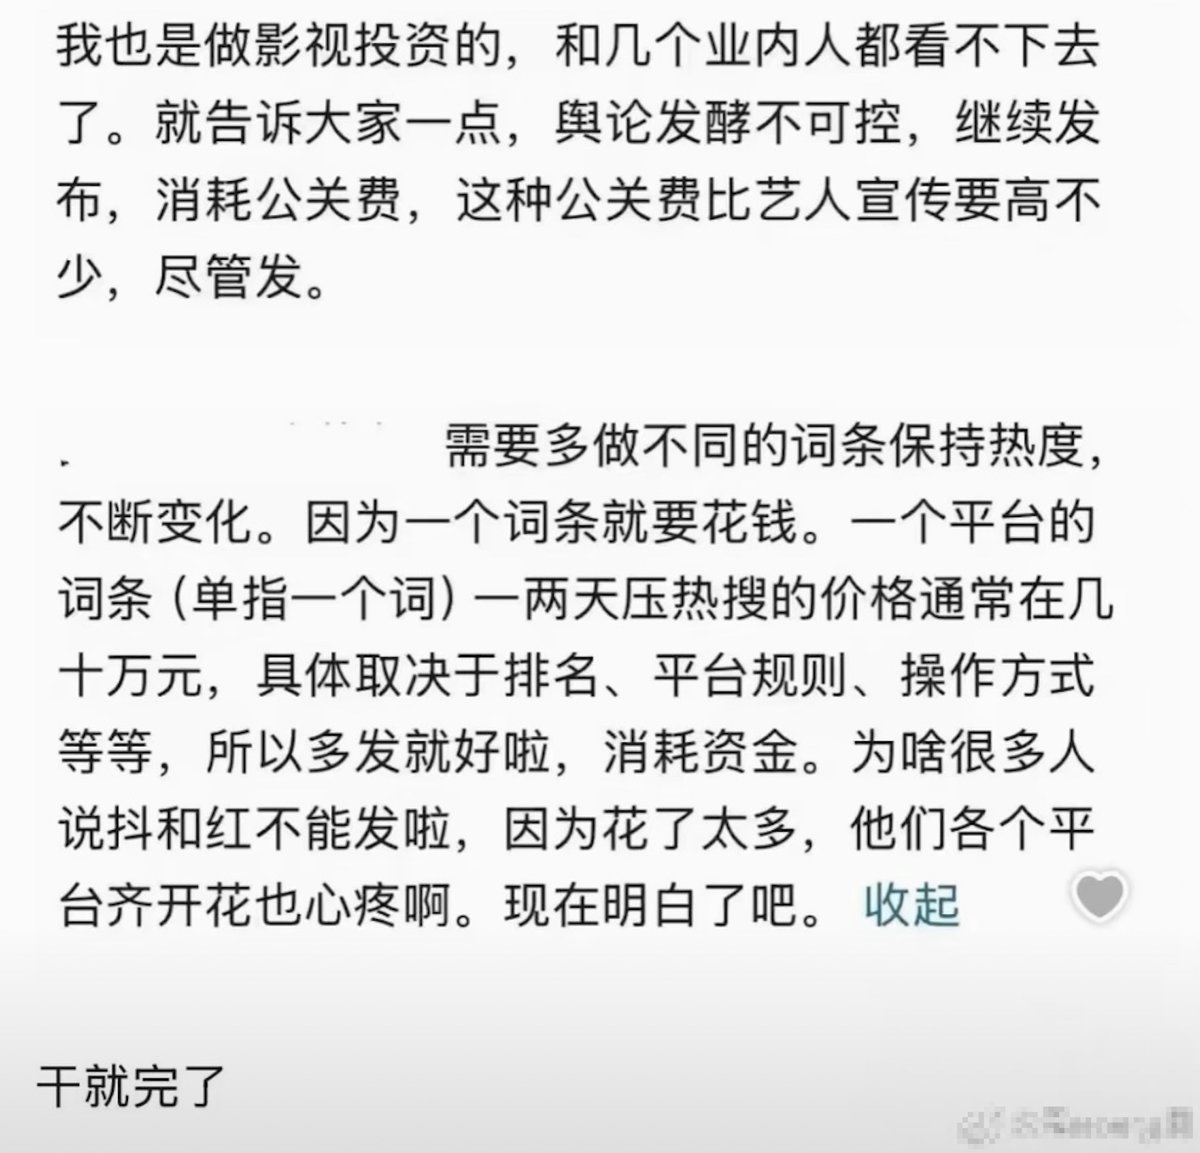 我也是做影视投资的，和几个业内人都看不下去
了。就告诉大家一点，舆论发酵不可控，继续发
布，消耗公关费，这种公关费比艺人宣传要高不
少，尽管发。
需要多做不同的词条保持热度，
不断变化。因为一个词条就要花钱。一个平台的
词条（单指一个词）一两天压热搜的价格通常在几
十万元，具体取决于排名、平台规则、操作方式
等等，所以多发就好啦，消耗资金。为啥很多人
说抖和红不能发啦，因为花了太多，他们各个平
台齐开花也心疼啊。现在明白了吧。 收起
干就完了